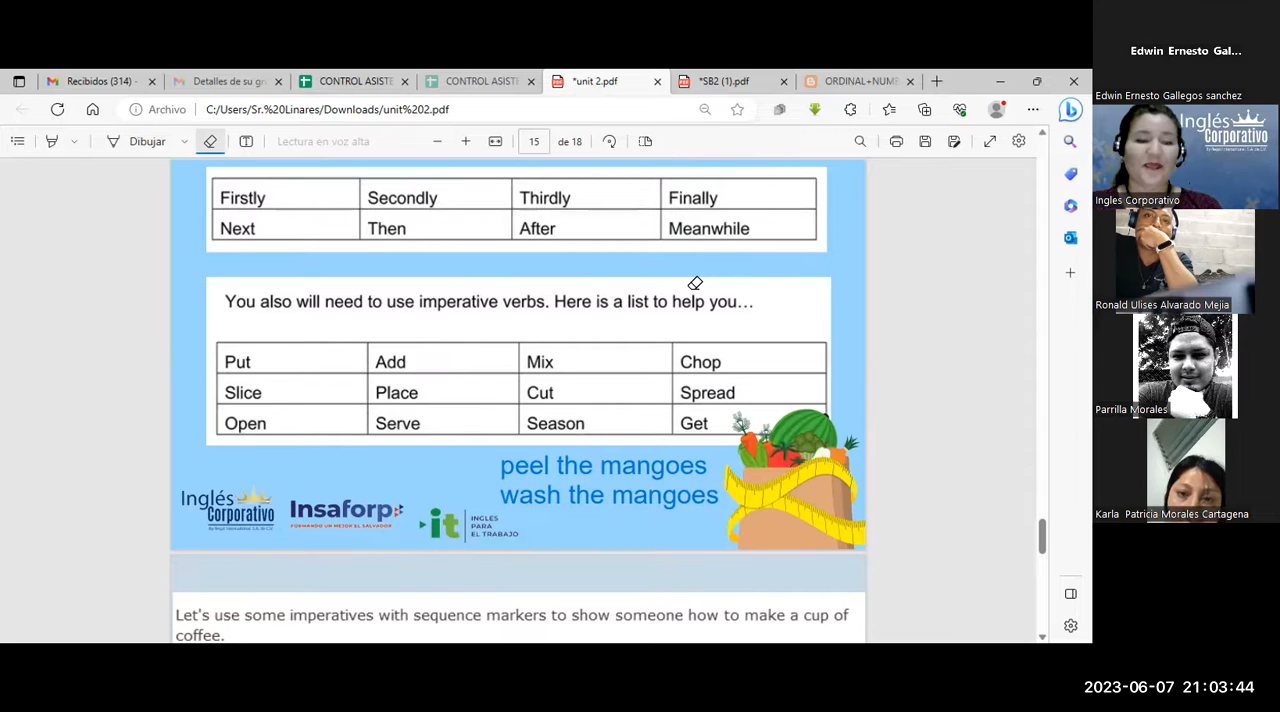 Edwin Ernesto Gal...
Edwin Ernesto Gallegos sanchez
Recibidos (314) -
Detalles de su gr
CONTROL ASISTE
CONTROL ASISTE
*unit 2.pdf
*SB2 (1).pdf
ORDINAL+NUME
Archivo
C:/Users/Sr.%20Linares/Downloads/unit%202.pdf
Dibujar
Lectura en voz alta
15
de 18
Inglés
Corporativo
Ingles Corporativo
Firstly Secondly Thirdly Finally
Next Then After Meanwhile
You also will need to use imperative verbs. Here is a list to help you…
Put Add Mix Chop
Slice Place Cut Spread
Open Serve Season Get
peel the mangoes
wash the mangoes
Inglés
Corporativo
Insaforp
FORMANDO UN MEJOR EL SALVADOR
it
INGLÉS
PARA
EL TRABAJO
Let's use some imperatives with sequence markers to show someone how to make a cup of
coffee.
Ronald Ulises Alvarado Mejia
Parrilla Morales
Karla Patricia Morales Cartagena
2023-06-07 21:03:44